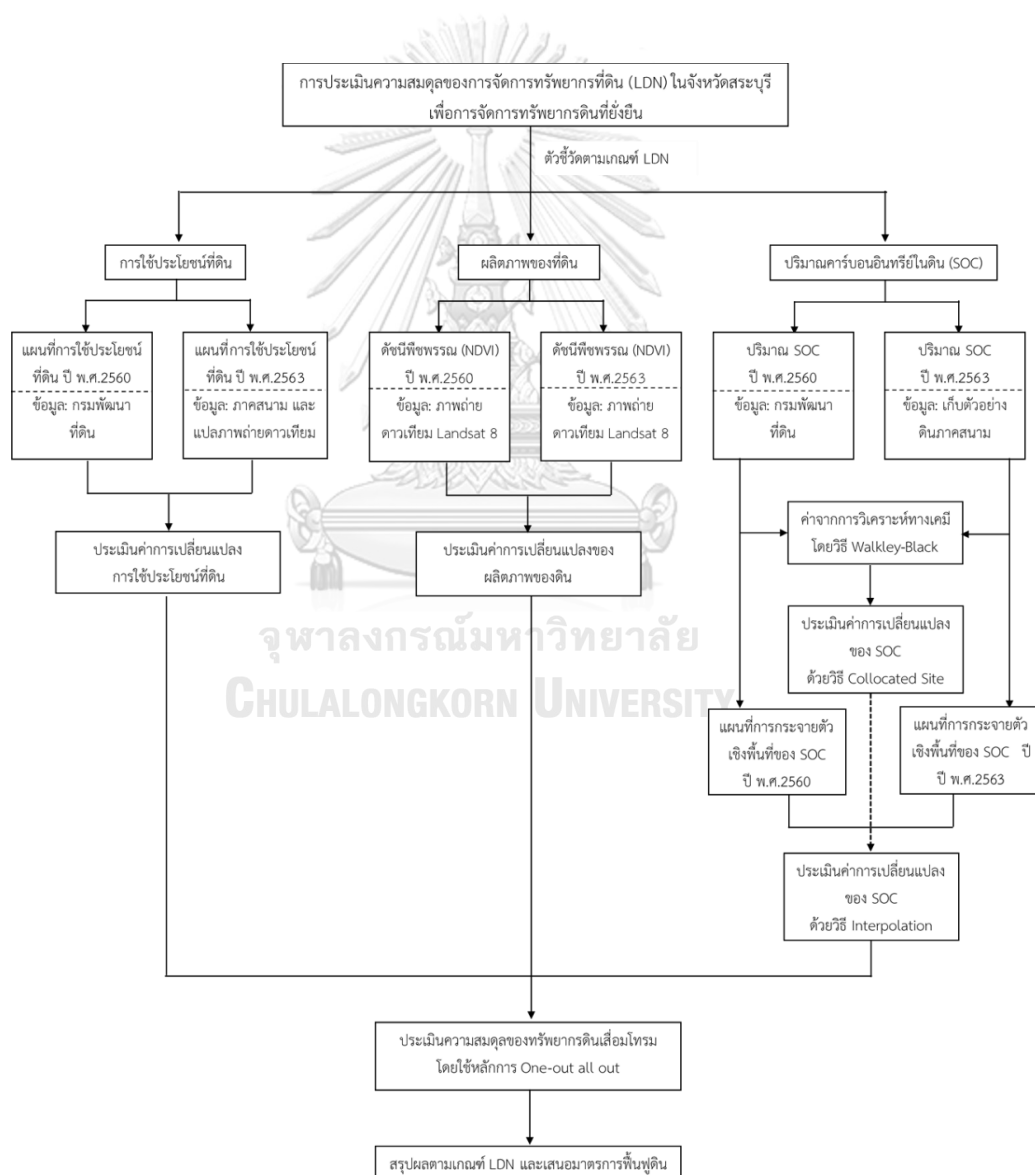 การประเมินความสมดุลของการจัดการทรัพยากรที่ดิน (LDN) ในจังหวัดสระบุรี
เพื่อการจัดการทรัพยากรดินที่ยั่งยืน
ตัวชี้วัดตามเกณฑ์ LDN
การใช้ประโยชน์ที่ดิน
ผลิตภาพของที่ดิน
ปริมาณคาร์บอนอินทรีย์ในดิน (SOC)
แผนที่การใช้ประโยชน์
ที่ดิน ปี พ.ศ.2560
ข้อมูล: กรมพัฒนา
ที่ดิน
แผนที่การใช้ประโยชน์
ที่ดิน ปี พ.ศ.2563
ข้อมูล: ภาคสนาม และ
แปลภาพถ่ายดาวเทียม
ดัชนีพืชพรรณ (NDVI)
ปี พ.ศ.2560
ข้อมูล: ภาพถ่าย
ดาวเทียม Landsat 8
ดัชนีพืชพรรณ (NDVI)
ปี พ.ศ.2563
ข้อมูล: ภาพถ่าย
ดาวเทียม Landsat 8
ปริมาณ SOC
ปี พ.ศ.2560
ข้อมูล: กรมพัฒนา
ที่ดิน
ปริมาณ SOC
ปี พ.ศ.2563
ข้อมูล: เก็บตัวอย่าง
ดินภาคสนาม
ประเมินค่าการเปลี่ยนแปลง
การใช้ประโยชน์ที่ดิน
ประเมินค่าการเปลี่ยนแปลงของ
ผลิตภาพของดิน
ค่าจากการวิเคราะห์ทางเคมี
โดยวิธี Walkley-Black
ประเมินค่าการเปลี่ยนแปลง
ของ SOC
ด้วยวิธี Collocated Site
จุฬาลงกรณ์มหาวิทยาลัย
CHULALONGKORN UNIVERSITY
แผนที่การกระจายตัว
เชิงพื้นที่ของ SOC
ปี พ.ศ.2560
แผนที่การกระจายตัว
เชิงพื้นที่ของ SOC ปี
ปี พ.ศ.2563
ประเมินค่าการเปลี่ยนแปลง
ของ SOC
ด้วยวิธี Interpolation
ประเมินความสมดุลของทรัพยากรดินเสื่อมโทรม
โดยใช้หลักการ One-out all out
สรุปผลตามเกณฑ์ LDN และเสนอมาตรการฟื้นฟูดิน